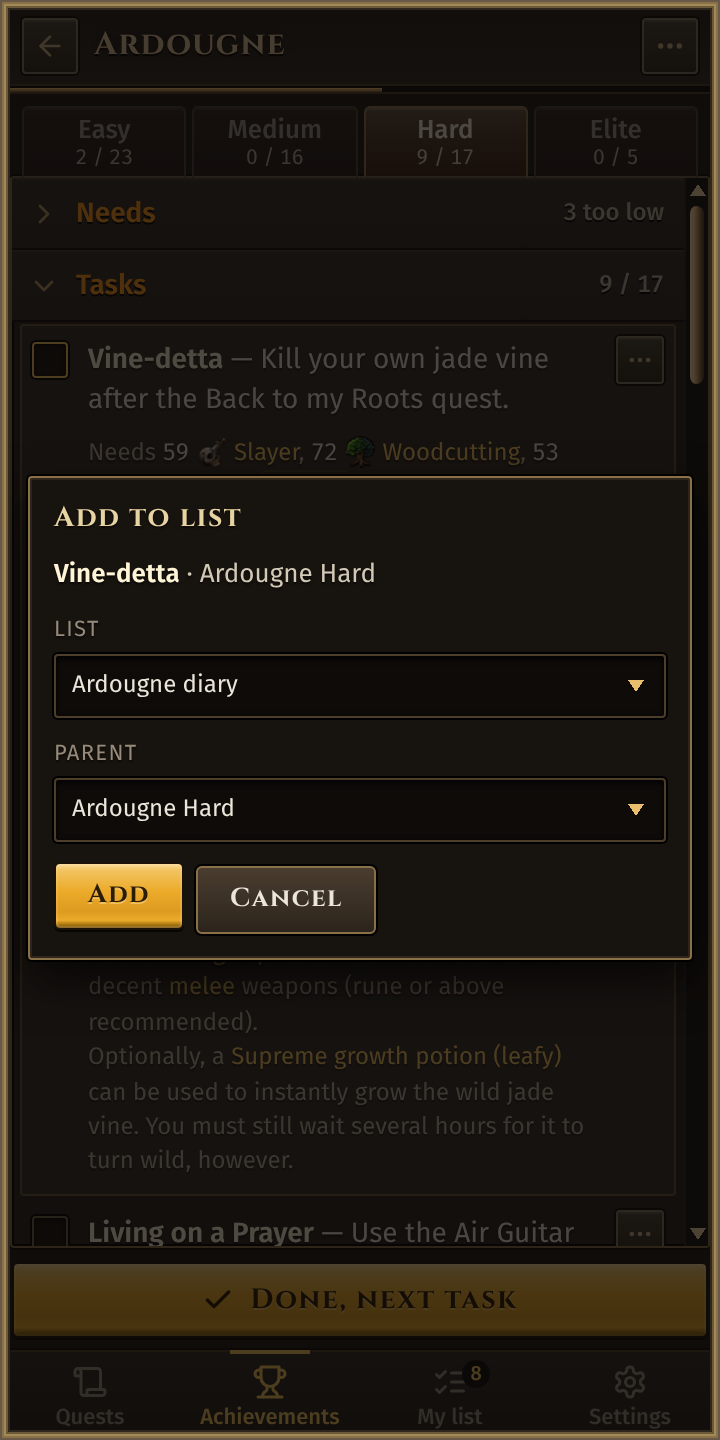 Ardougne
Easy
2 / 23
Medium
0 / 16
Hard
9 / 17
Elite
0 / 5
Needs
3 too low
Tasks
9 / 17
Vine-detta — Kill your own jade vine
after the Back to my Roots quest.
Needs 59 Slayer, 72 Woodcutting, 53
Add to list
Vine-detta · Ardougne Hard
LIST
Ardougne diary
PARENT
Ardougne Hard
Add
Cancel
decent melee weapons (rune or above
recommended).
Optionally, a Supreme growth potion (leafy)
can be used to instantly grow the wild jade
vine. You must still wait several hours for it to
turn wild, however.
Living on a Prayer — Use the Air Guitar
Done, next task
Quests
Achievements
My list
8
Settings